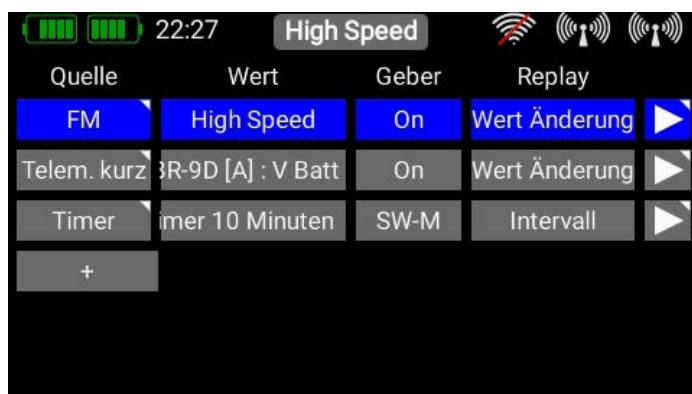 22:27 High Speed
Quelle Wert Geber Replay
FM High Speed On Wert Änderung
Telem. kurz 3R-9D [A] : V Batt On Wert Änderung
Timer imer 10 Minuten SW-M Intervall
+